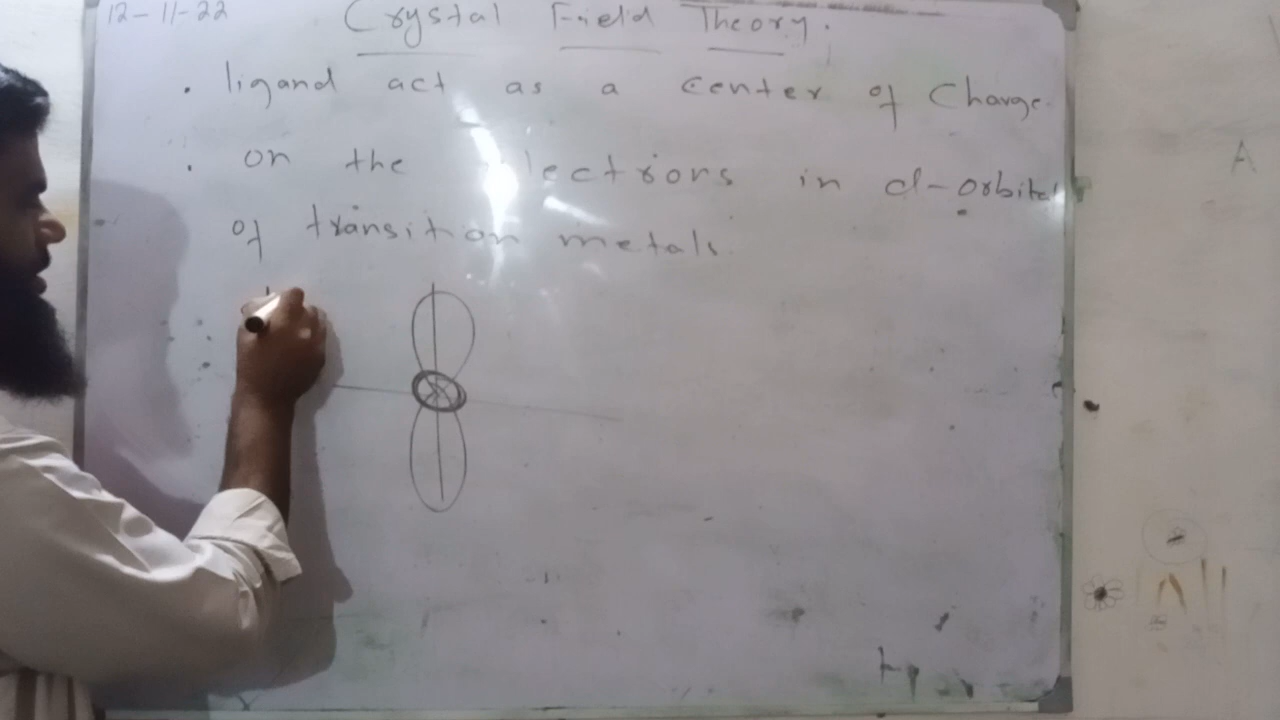 12-11-22
Crystal Field Theory.
. ligand act as a center of Charge.
. on the lectrons in d-orbital
of transition metals.
A